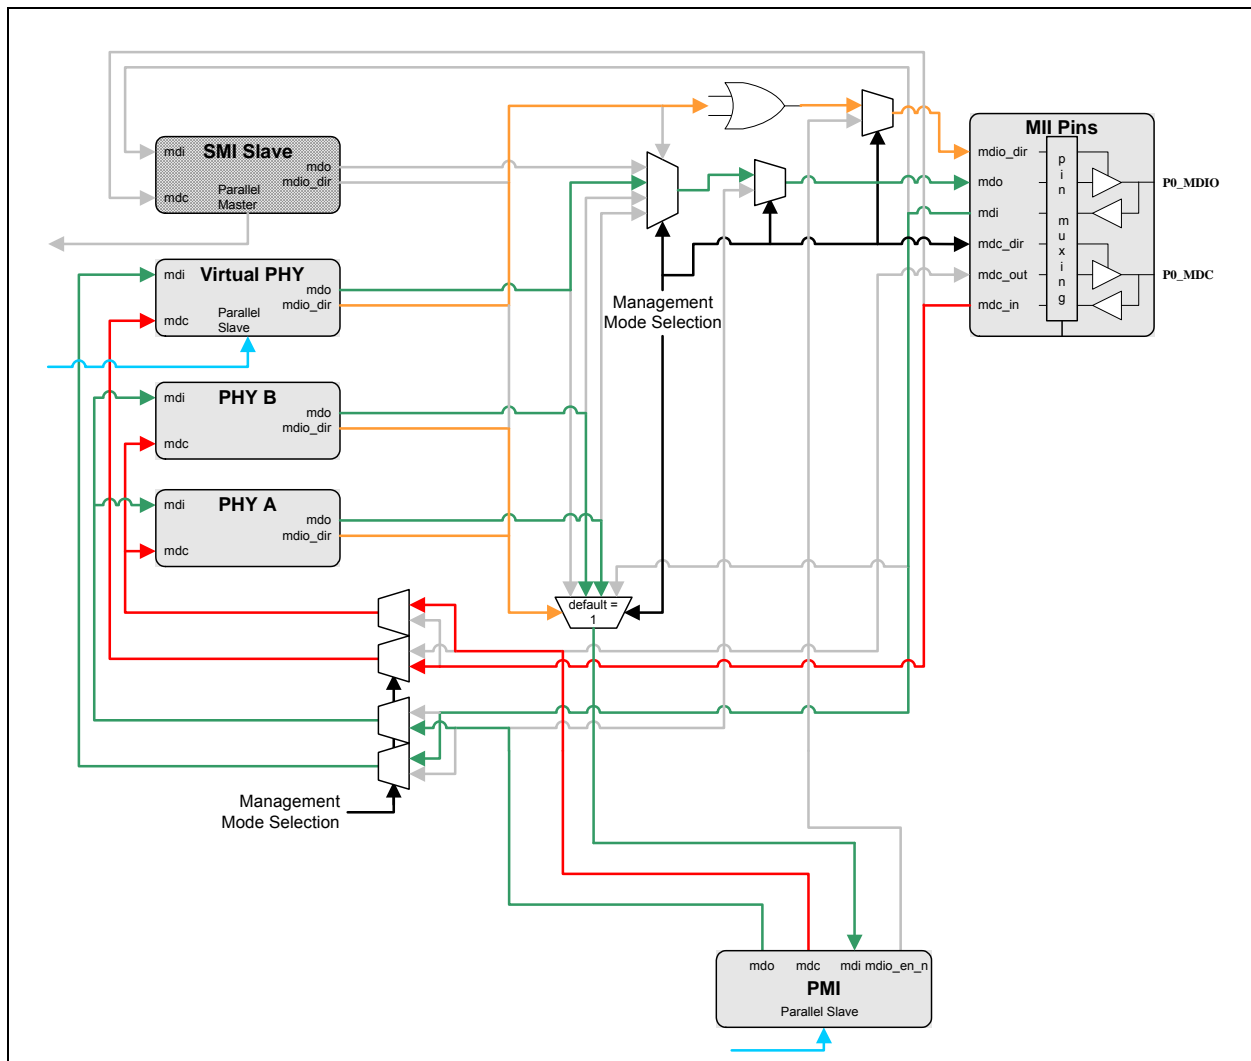 SMI Slave
mdi
mdo
mdio_dir
mdc
Parallel
Master
Virtual PHY
mdi
mdo
mdio_dir
mdc
Parallel
Slave
PHY B
mdi
mdo
mdio_dir
mdc
PHY A
mdi
mdo
mdio_dir
mdc
MII Pins
mdio_dir
mdo
mdi
mdc_dir
mdc_out
mdc_in
pin muxing
P0_MDIO
P0_MDC
Management
Mode Selection
default =
1
Management
Mode Selection
mdo mdc mdi mdio_en_n
PMI
Parallel Slave